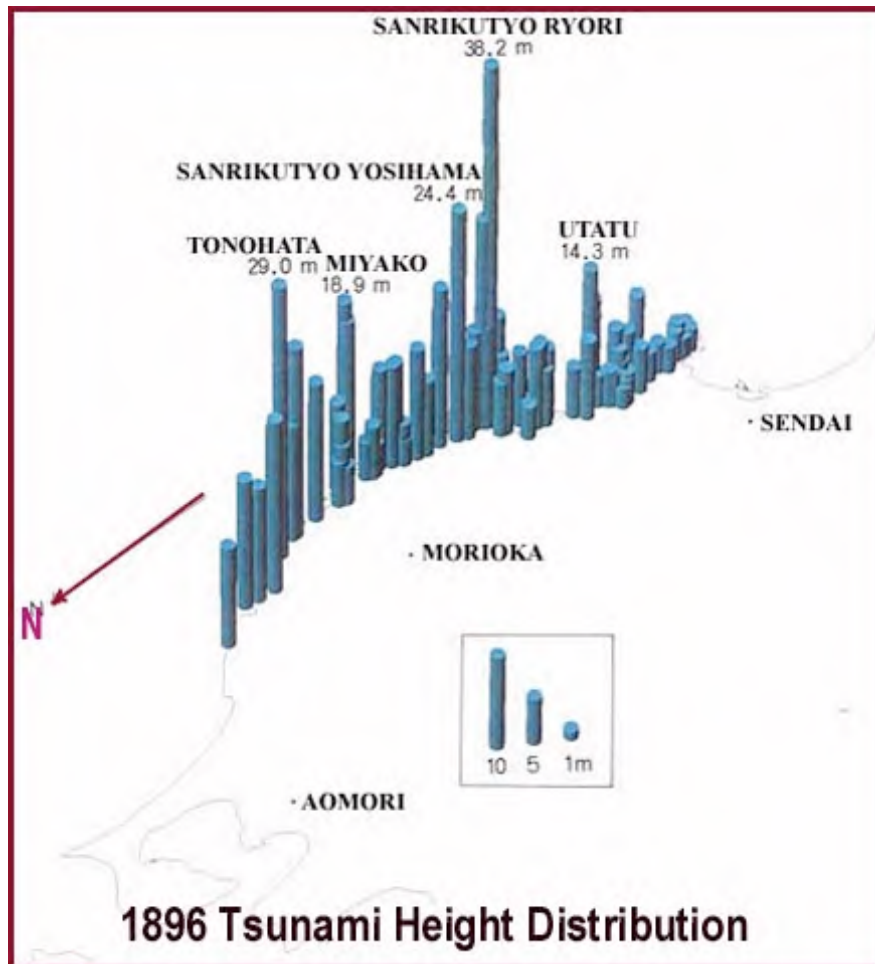 SANRIKUTYO RYORI
38.2 m
SANRIKUTYO YOSIHAMA
24.4 m
UTATU
14.3 m
TONOHATA
29.0 m
MIYAKO
18.9 m
SENDAI
MORIOKA
N
N
10 5 1m
AOMORI
1896 Tsunami Height Distribution